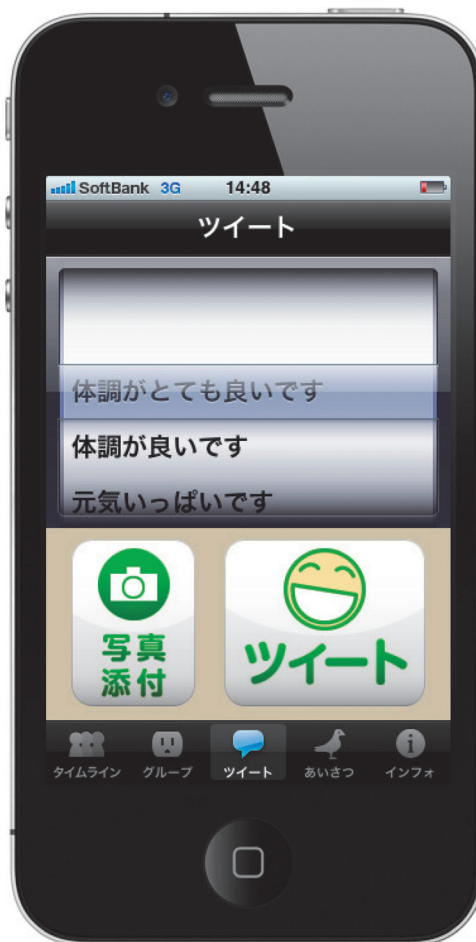 SoftBank 3G 14:48
ツイート
体調がとても良いです
体調が良いです
元気いっぱいです
写真
添付
ツイート
タイムライン グループ ツイート あいさつ インフォ